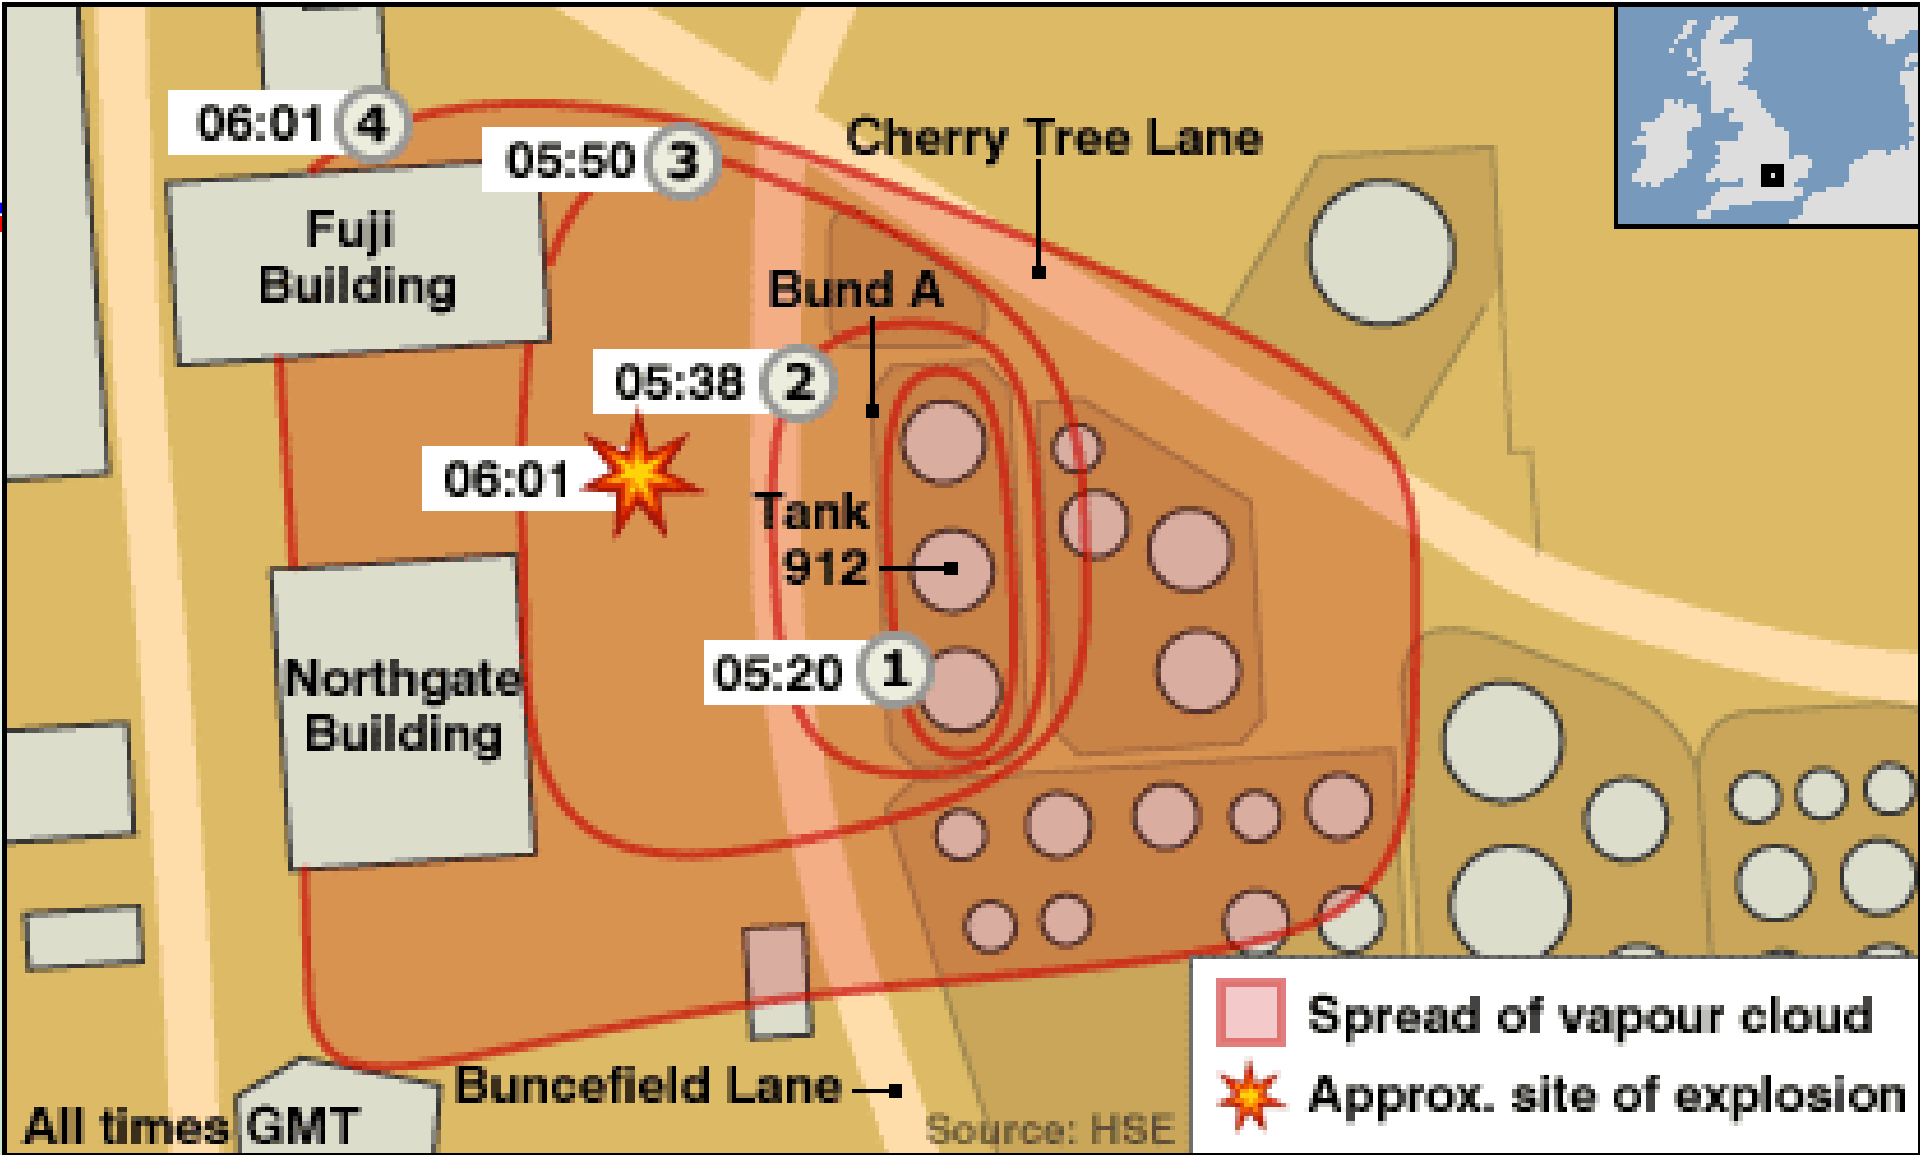 06:01 4
05:50 3
Cherry Tree Lane
Fuji
Building
Bund A
05:38 2
06:01
Tank
912
05:20 1
Northgate
Building
Spread of vapour cloud
Buncefield Lane
Approx. site of explosion
All times GMT
Source: HSE